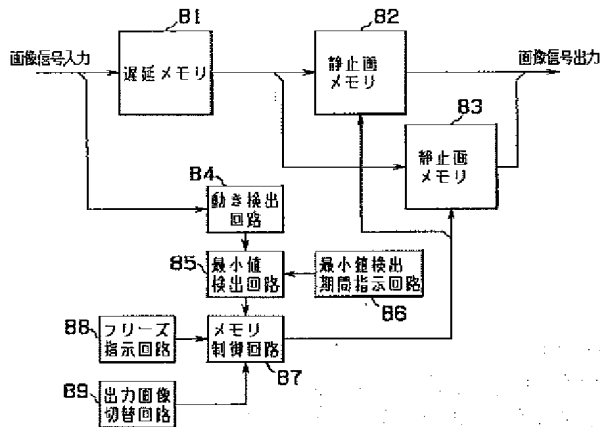 81
82
画像信号入力
遅延メモリ
静止画
メモリ
画像信号出力
83
静止画
メモリ
84
動き検出
回路
85
最小値
検出回路
最小値検出
期間指示回路
86
88
フリーズ
指示回路
メモリ
制御回路
87
89
出力画像
切替回路